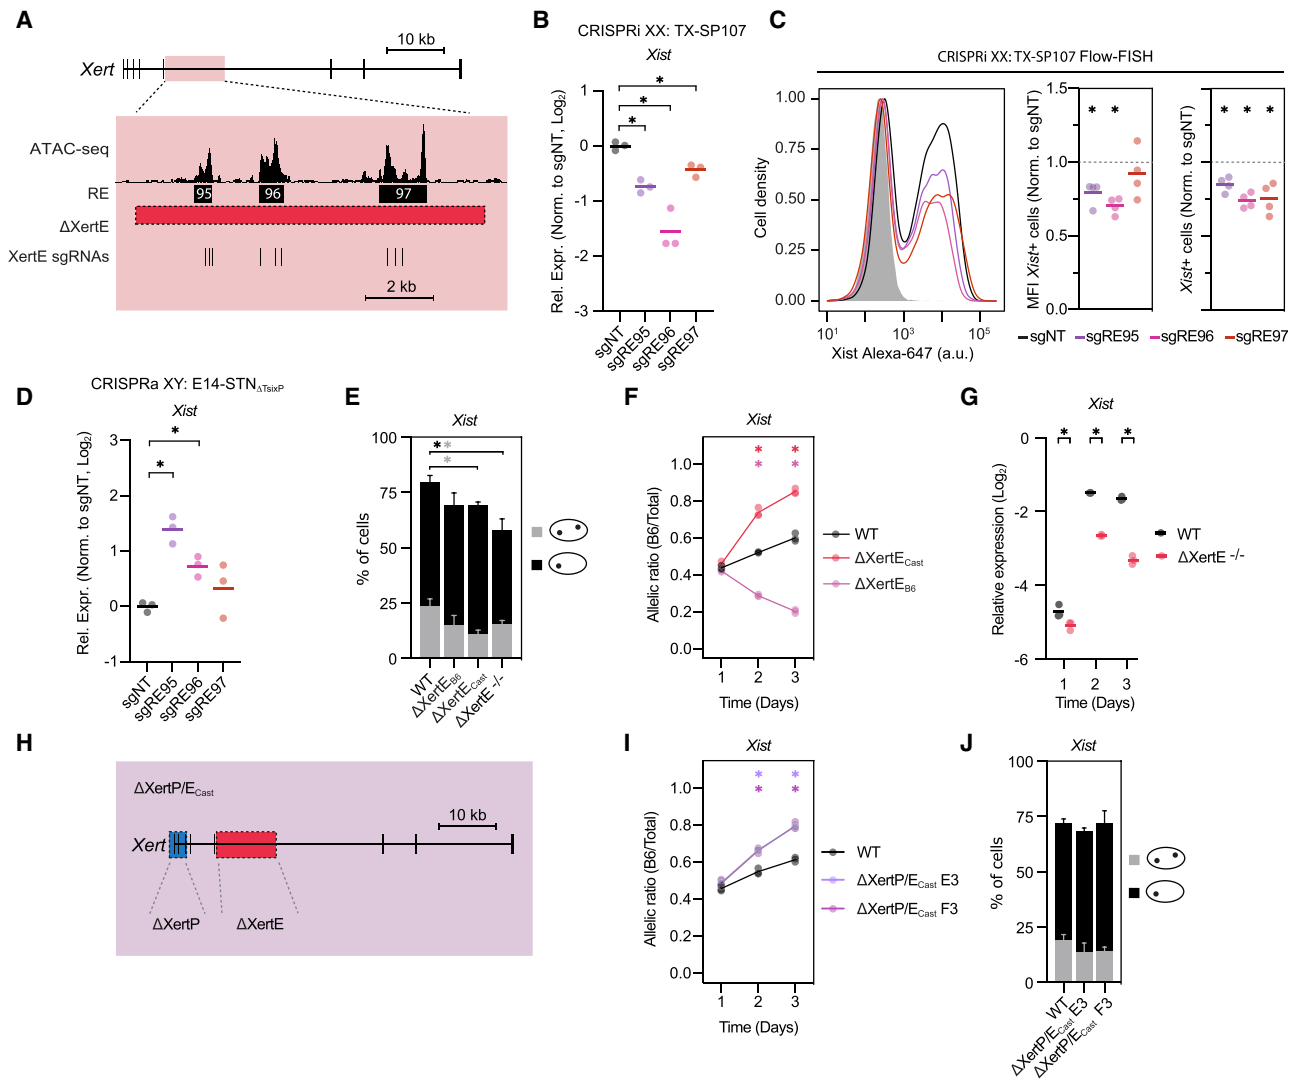 A
10 kb
Xert
ATAC-seq
RE
95
96
97
ΔXertE
XertE sgRNAs
2 kb
B
CRISPRi XX: TX-SP107
Xist
Rel. Expr. (Norm. to sgNT, Log2)
1
0
-1
-2
-3
* * *
sgNT
sgRE95
sgRE96
sgRE97
C
CRISPRi XX: TX-SP107 Flow-FISH
Cell density
1.00
0.75
0.50
0.25
0.00
10^1 10^3 10^5
Xist Alexa-647 (a.u.)
MFI Xist+ cells (Norm. to sgNT)
1.5
1.0
0.5
0.0
* *
Xist+ cells (Norm. to sgNT)
* * *
sgNT sgRE95 sgRE96 sgRE97
D
CRISPRa XY: E14-STNΔTsixP
Xist
Rel. Expr. (Norm. to sgNT, Log2)
3
2
1
0
-1
* *
sgNT
sgRE95
sgRE96
sgRE97
E
Xist
% of cells
100
75
50
25
0
* *
*
WT
ΔXertEB6
ΔXertECast
ΔXertE -/-
F
Xist
Allelic ratio (B6/Total)
1.0
0.8
0.6
0.4
0.2
0.0
* *
* *
1 2 3
Time (Days)
WT
ΔXertECast
ΔXertEB6
G
Xist
Relative expression (Log2)
0
-2
-4
-6
* * *
1 2 3
Time (Days)
WT
ΔXertE -/-
H
ΔXertP/ECast
10 kb
Xert
ΔXertP
ΔXertE
I
Xist
Allelic ratio (B6/Total)
1.0
0.8
0.6
0.4
0.2
0.0
* *
* *
1 2 3
Time (Days)
WT
ΔXertP/ECast E3
ΔXertP/ECast F3
J
Xist
% of cells
100
75
50
25
0
WT
ΔXertP/ECast E3
ΔXertP/ECast F3